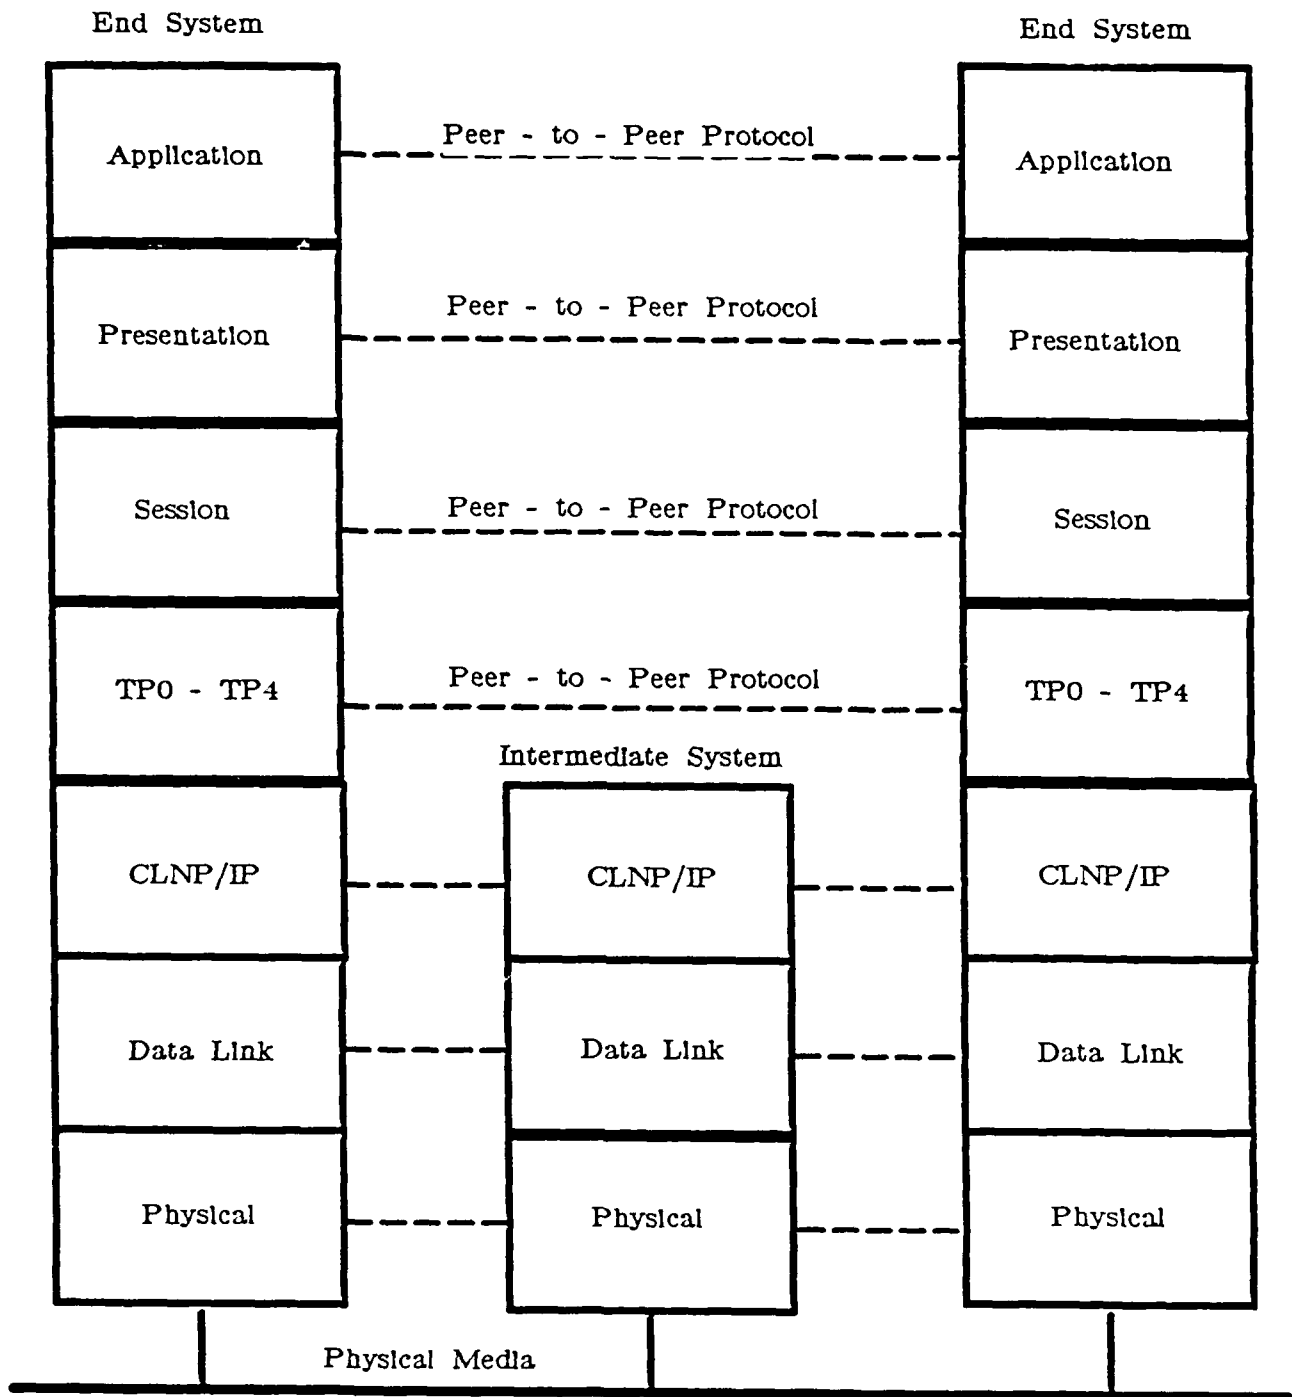 End System
End System
Application
Peer - to - Peer Protocol
Application
Presentation
Peer - to - Peer Protocol
Presentation
Session
Peer - to - Peer Protocol
Session
TP0 - TP4
Peer - to - Peer Protocol
TP0 - TP4
Intermediate System
CLNP/IP
CLNP/IP
CLNP/IP
Data Link
Data Link
Data Link
Physical
Physical
Physical
Physical Media